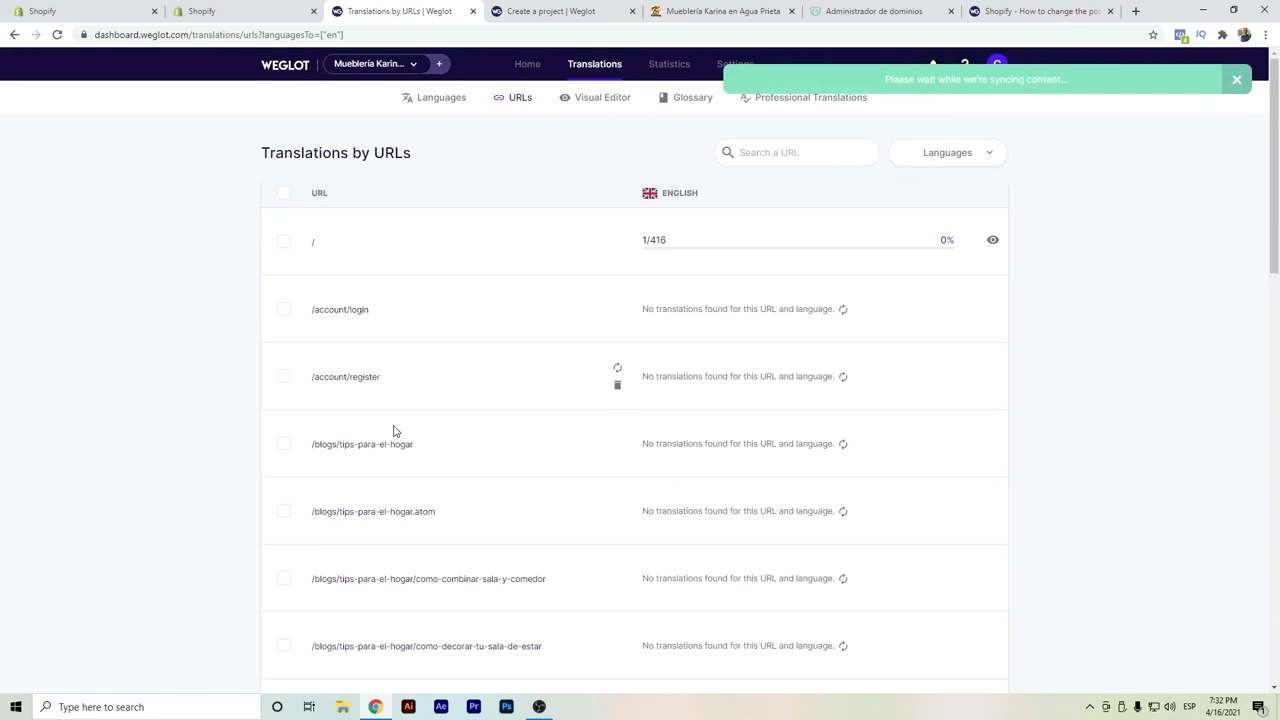 Shopify
Shopify
Translations by URLs | Weglot
Create a project | Weglot
Mueblería Karina en Agua Prieta
Administrador de dominios
Shopify - How to change the po
dashboard.weglot.com/translations/urls?languagesTo=["en"]
WEGLOT
Mueblería Karin...
+
Home
Translations
Statistics
Settings
Please wait while we're syncing content...
Languages
URLs
Visual Editor
Glossary
Professional Translations
Translations by URLs
Search a URL
Languages
URL
ENGLISH
/
1/416
0%
/account/login
No translations found for this URL and language.
/account/register
No translations found for this URL and language.
/blogs/tips-para-el-hogar
No translations found for this URL and language.
/blogs/tips-para-el-hogar.atom
No translations found for this URL and language.
/blogs/tips-para-el-hogar/como-combinar-sala-y-comedor
No translations found for this URL and language.
/blogs/tips-para-el-hogar/como-decorar-tu-sala-de-estar
No translations found for this URL and language.
Type here to search
Ai
Ae
Pr
Ps
ESP
7:32 PM
4/16/2021